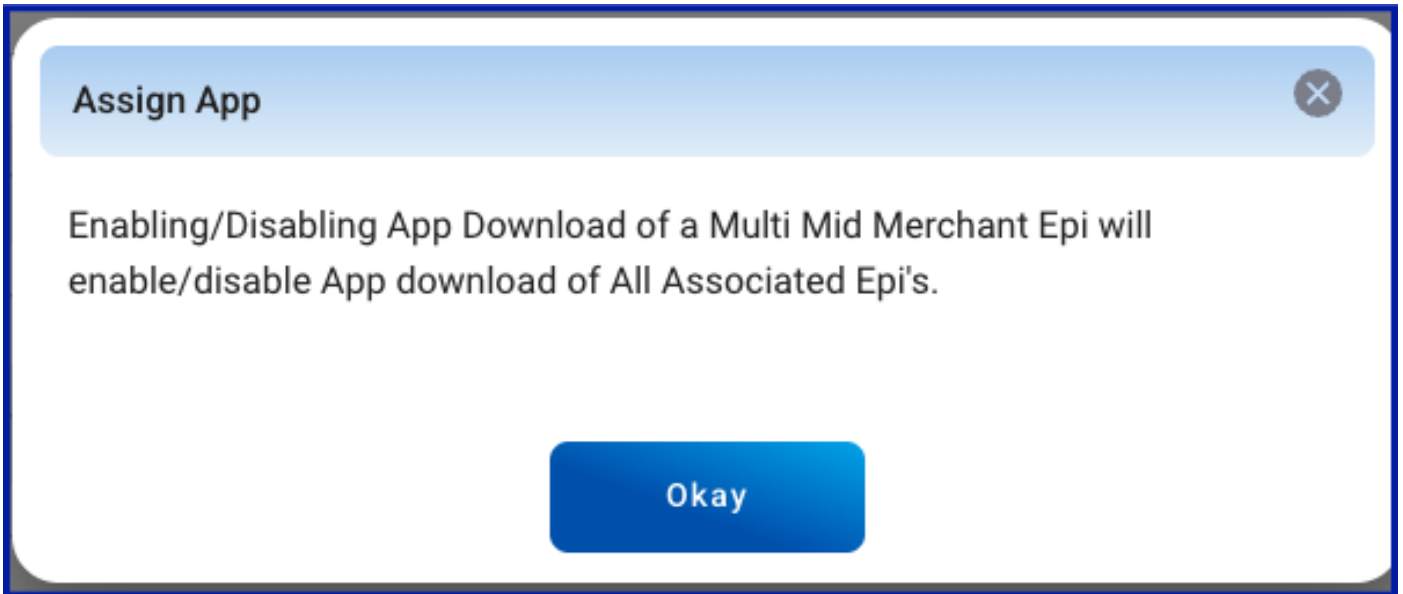 Assign App
Enabling/Disabling App Download of a Multi Mid Merchant Epi will
enable/disable App download of All Associated Epi's.
Okay